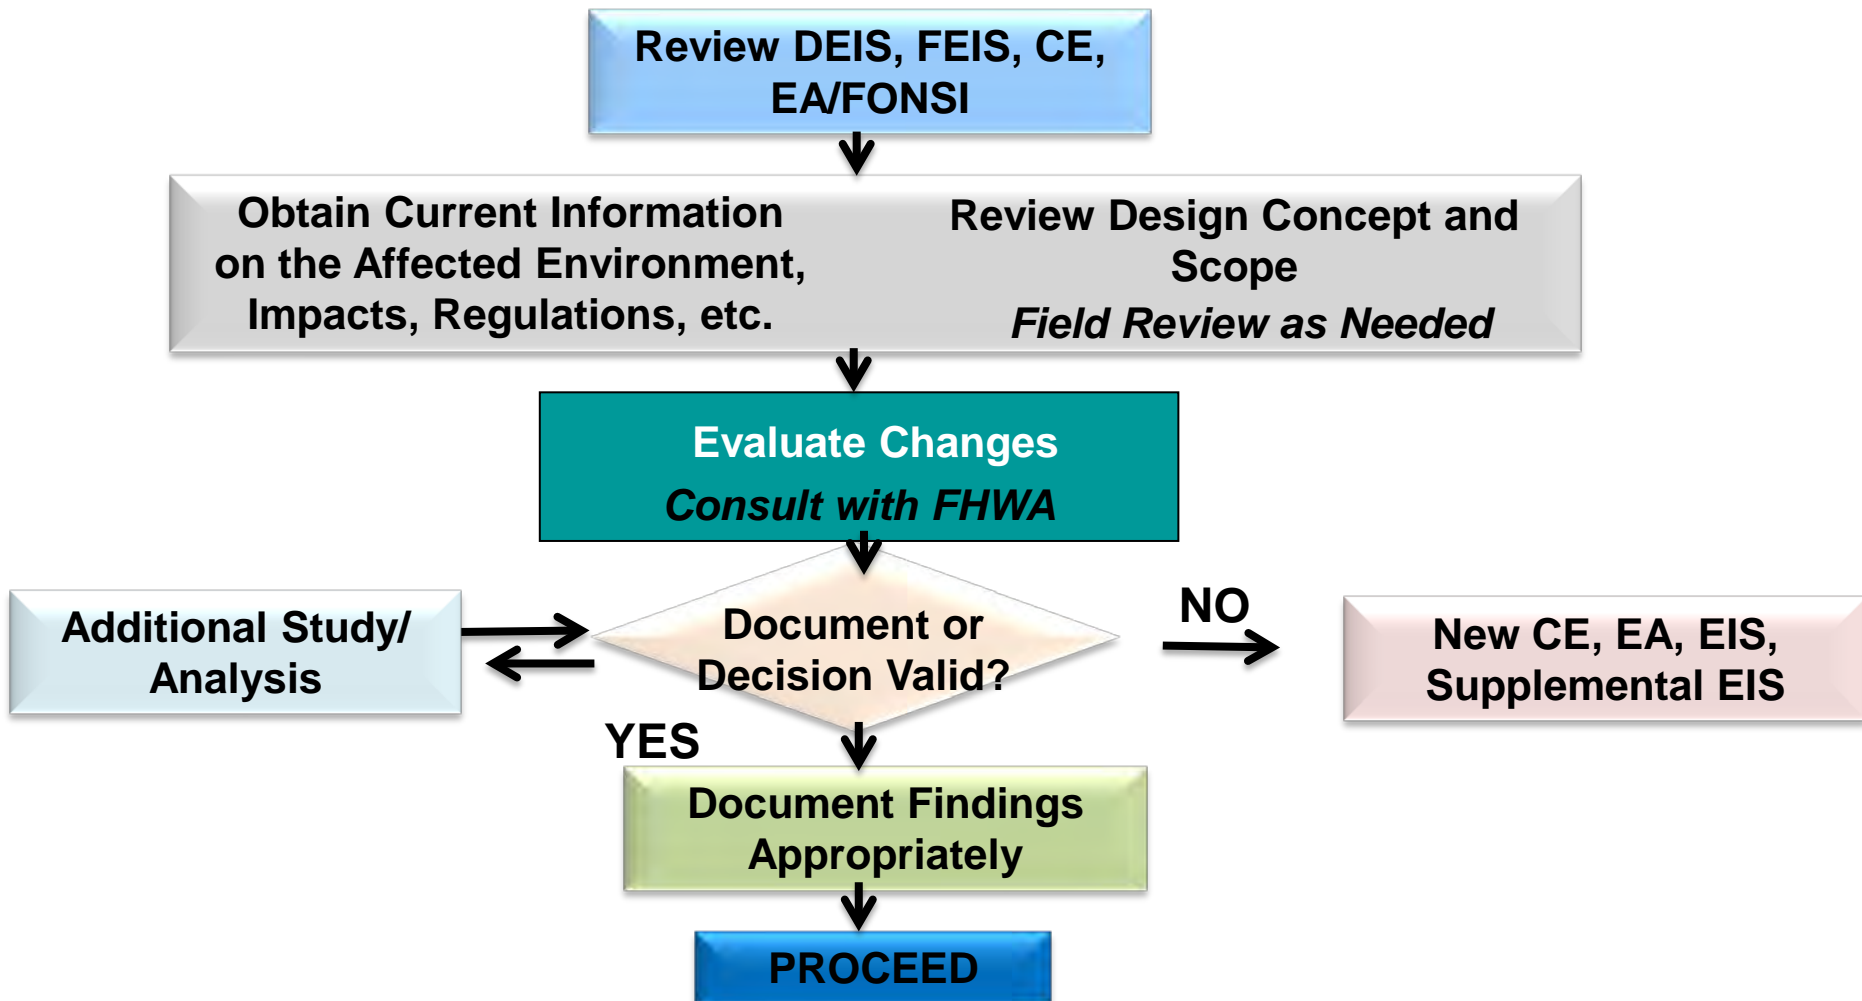 Review DEIS, FEIS, CE,
EA/FONSI
Obtain Current Information
on the Affected Environment,
Impacts, Regulations, etc.
Review Design Concept and
Scope
Field Review as Needed
Evaluate Changes
Consult with FHWA
Additional Study/
Analysis
Document or
Decision Valid?
NO
New CE, EA, EIS,
Supplemental EIS
YES
Document Findings
Appropriately
PROCEED